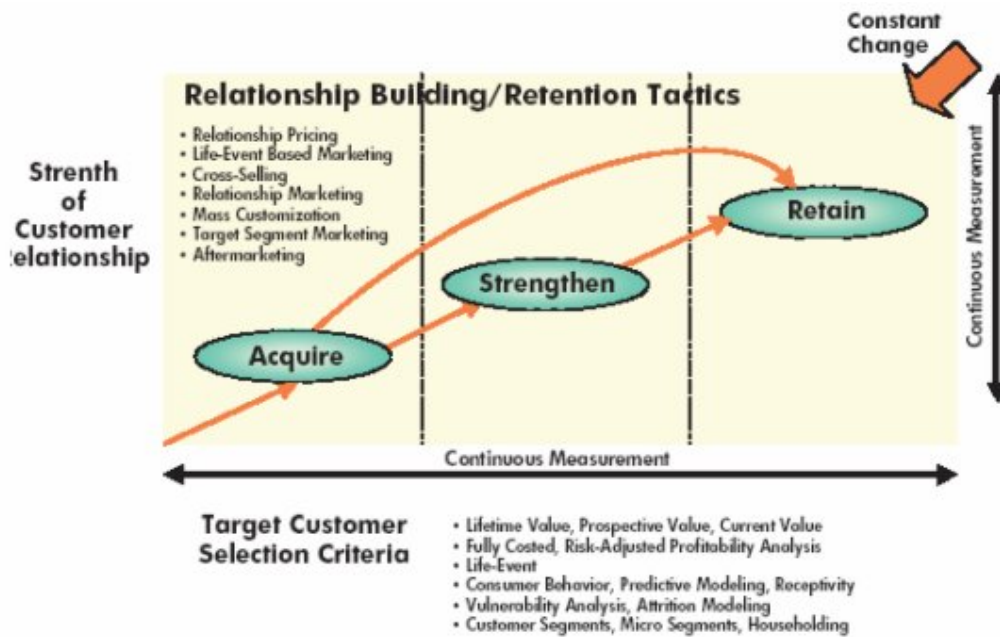 Constant
Change
Relationship Building/Retention Tactics
• Relationship Pricing
• Life-Event Based Marketing
• Cross-Selling
• Relationship Marketing
• Mass Customization
• Target Segment Marketing
• Aftermarketing
Strenth
of
Customer
Relationship
Retain
Strengthen
Acquire
Continuous Measurement
Continuous Measurement
Target Customer
Selection Criteria
• Lifetime Value, Prospective Value, Current Value
• Fully Costed, Risk-Adjusted Profitability Analysis
• Life-Event
• Consumer Behavior, Predictive Modeling, Receptivity
• Vulnerability Analysis, Attrition Modeling
• Customer Segments, Micro Segments, Householding